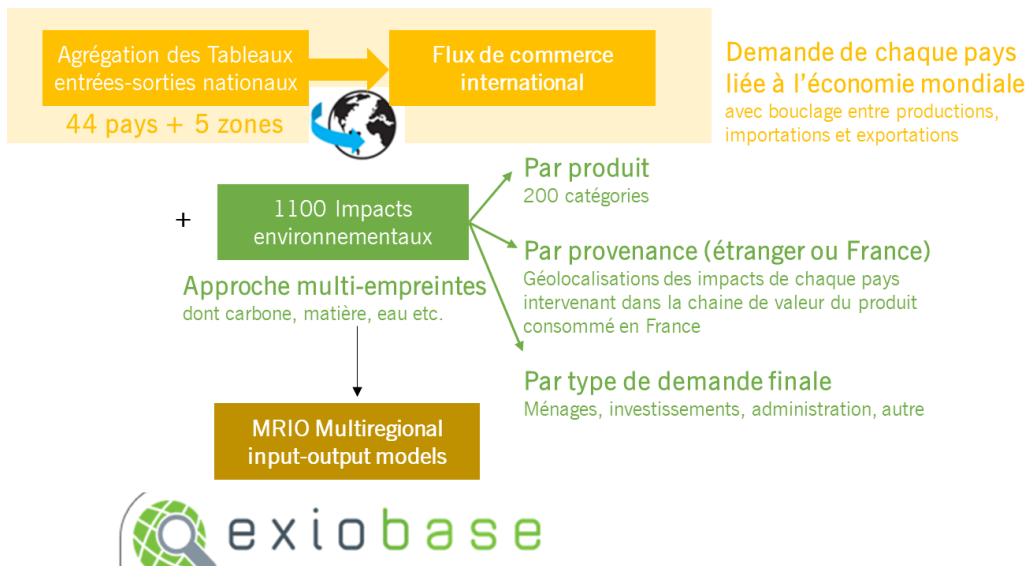 Agrégation des Tableaux
entrées-sorties nationaux
44 pays + 5 zones
Flux de commerce
international
Demande de chaque pays
liée à l'économie mondiale
avec bouclage entre productions,
importations et exportations
+
1100 Impacts
environnementaux
Approche multi-empreintes
dont carbone, matière, eau etc.
Par produit
200 catégories
Par provenance (étranger ou France)
Géolocalisations des impacts de chaque pays
intervenant dans la chaine de valeur du produit
consommé en France
Par type de demande finale
Ménages, investissements, administration, autre
MRIO Multiregional
input-output models
exiobase